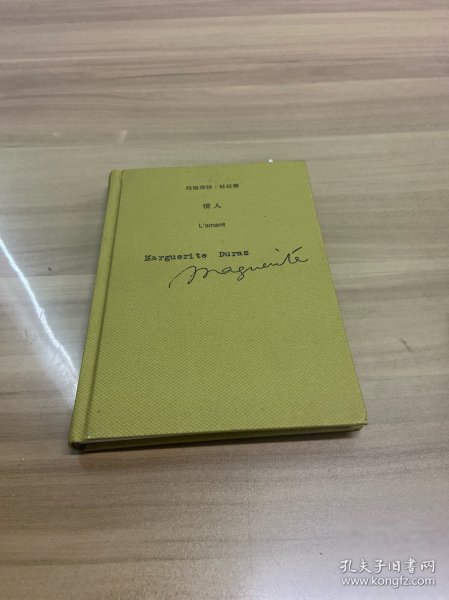 玛格丽特·杜拉斯
情人
L'amant
Marguerite Duras
Maguerite
孔夫子旧书网
www.kongfz.com